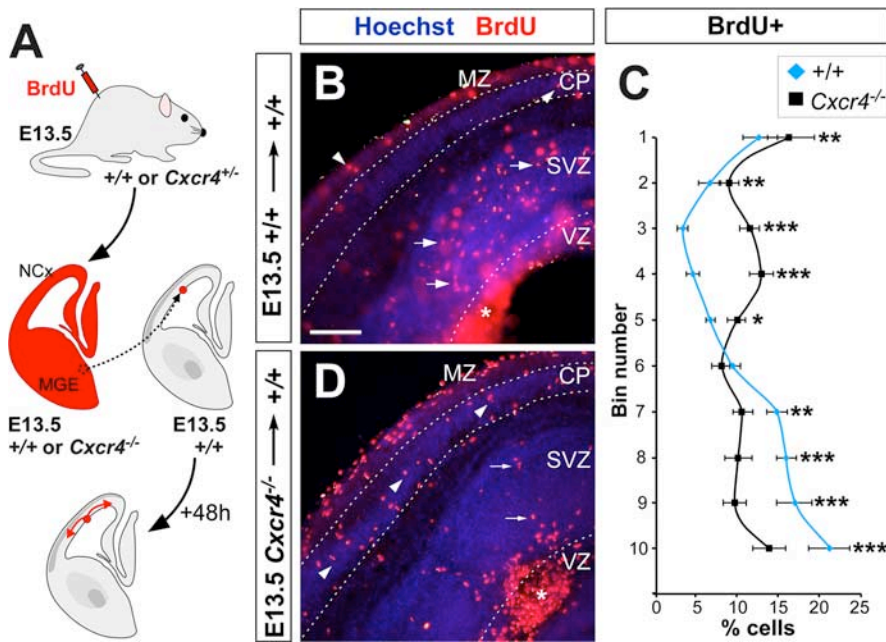 A
BrdU
E13.5
+/+ or Cxcr4+/-
NCx
MGE
E13.5
+/+ or Cxcr4-/-
E13.5
+/+
+48h
Hoechst BrdU
E13.5 +/+ → +/+
B
MZ
CP
SVZ
VZ
*
E13.5 Cxcr4-/- → +/+
D
MZ
CP
SVZ
VZ
*
BrdU+
C
+/+
Cxcr4-/-
Bin number
1 **
2 **
3 ***
4 ***
5 *
6
7 **
8 ***
9 ***
10 ***
0 5 10 15 20 25
% cells